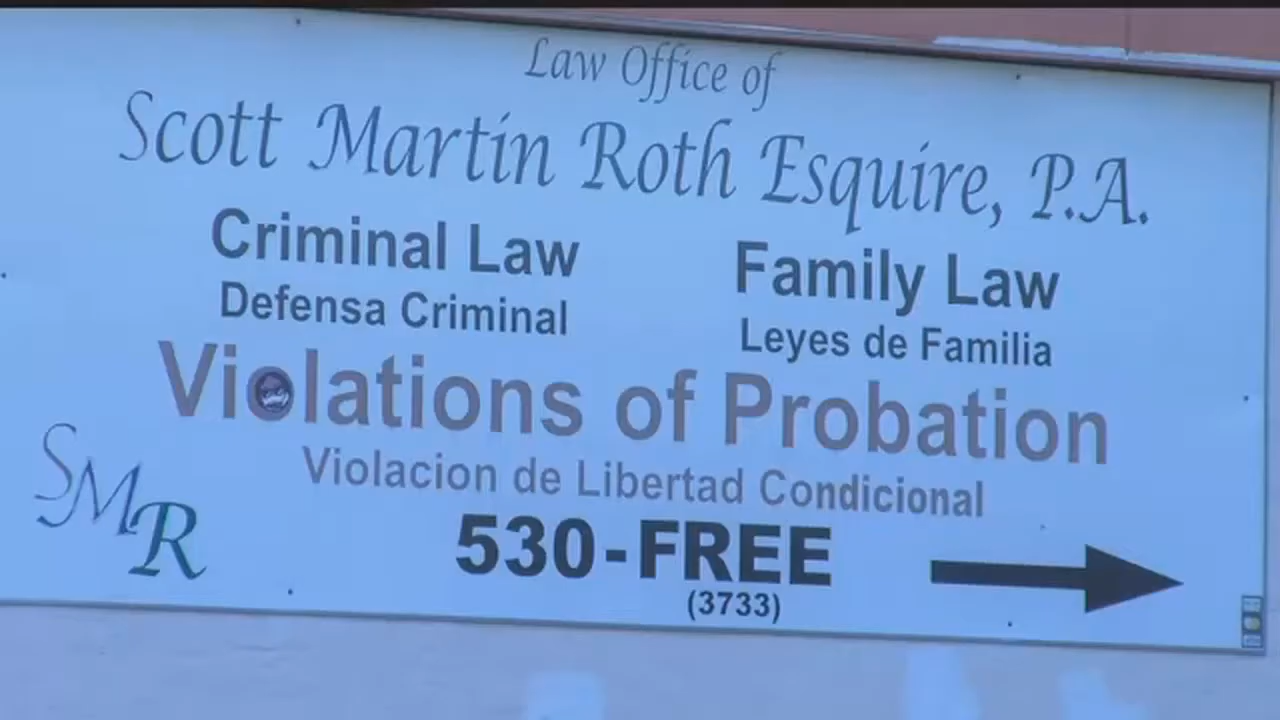 Law Office of
Scott Martin Roth Esquire, P.A.
Criminal Law
Defensa Criminal
Family Law
Leyes de Familia
Violations of Probation
Violacion de Libertad Condicional
SMR
530-FREE
(3733)